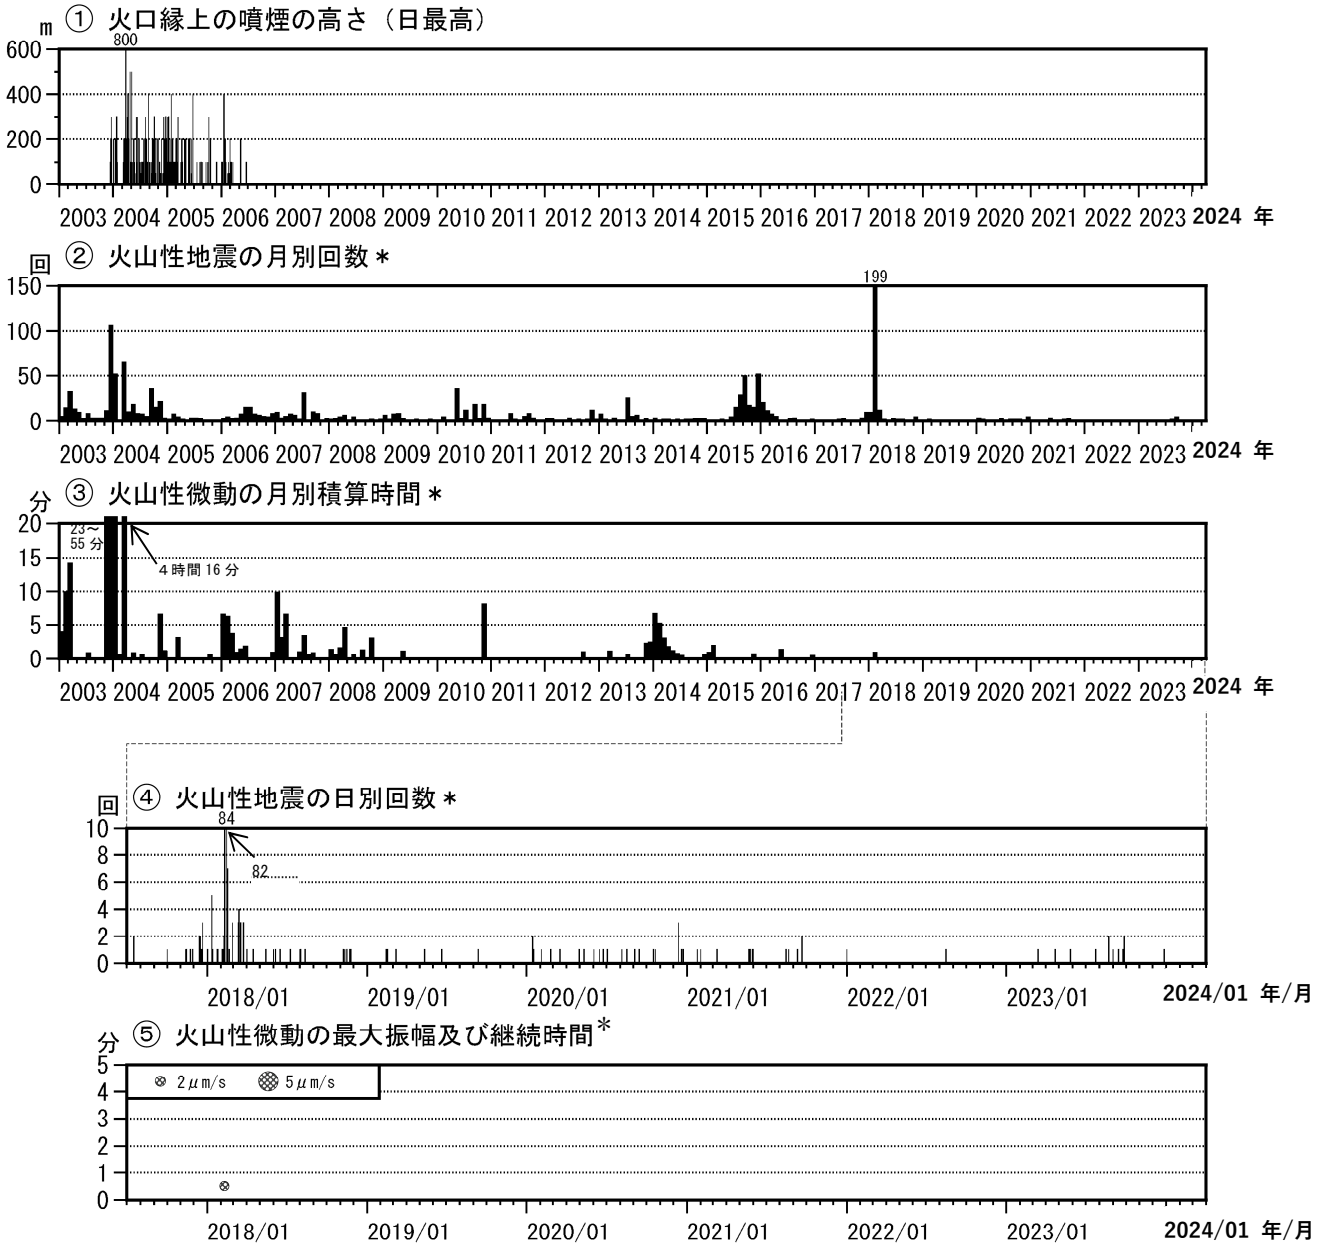 ① 火口縁上の噴煙の高さ（日最高）
m
800
600
400
200
0
2003 2004 2005 2006 2007 2008 2009 2010 2011 2012 2013 2014 2015 2016 2017 2018 2019 2020 2021 2022 2023 2024 年
② 火山性地震の月別回数＊
回
199
150
100
50
0
2003 2004 2005 2006 2007 2008 2009 2010 2011 2012 2013 2014 2015 2016 2017 2018 2019 2020 2021 2022 2023 2024 年
③ 火山性微動の月別積算時間＊
分
20
23～
55 分
４時間 16 分
15
10
5
0
2003 2004 2005 2006 2007 2008 2009 2010 2011 2012 2013 2014 2015 2016 2017 2018 2019 2020 2021 2022 2023 2024 年
④ 火山性地震の日別回数＊
回
84
10
8
82
6
4
2
0
2018/01 2019/01 2020/01 2021/01 2022/01 2023/01 2024/01 年/月
⑤ 火山性微動の最大振幅及び継続時間＊
分
5
2μm/s 5μm/s
4
3
2
1
0
2018/01 2019/01 2020/01 2021/01 2022/01 2023/01 2024/01 年/月